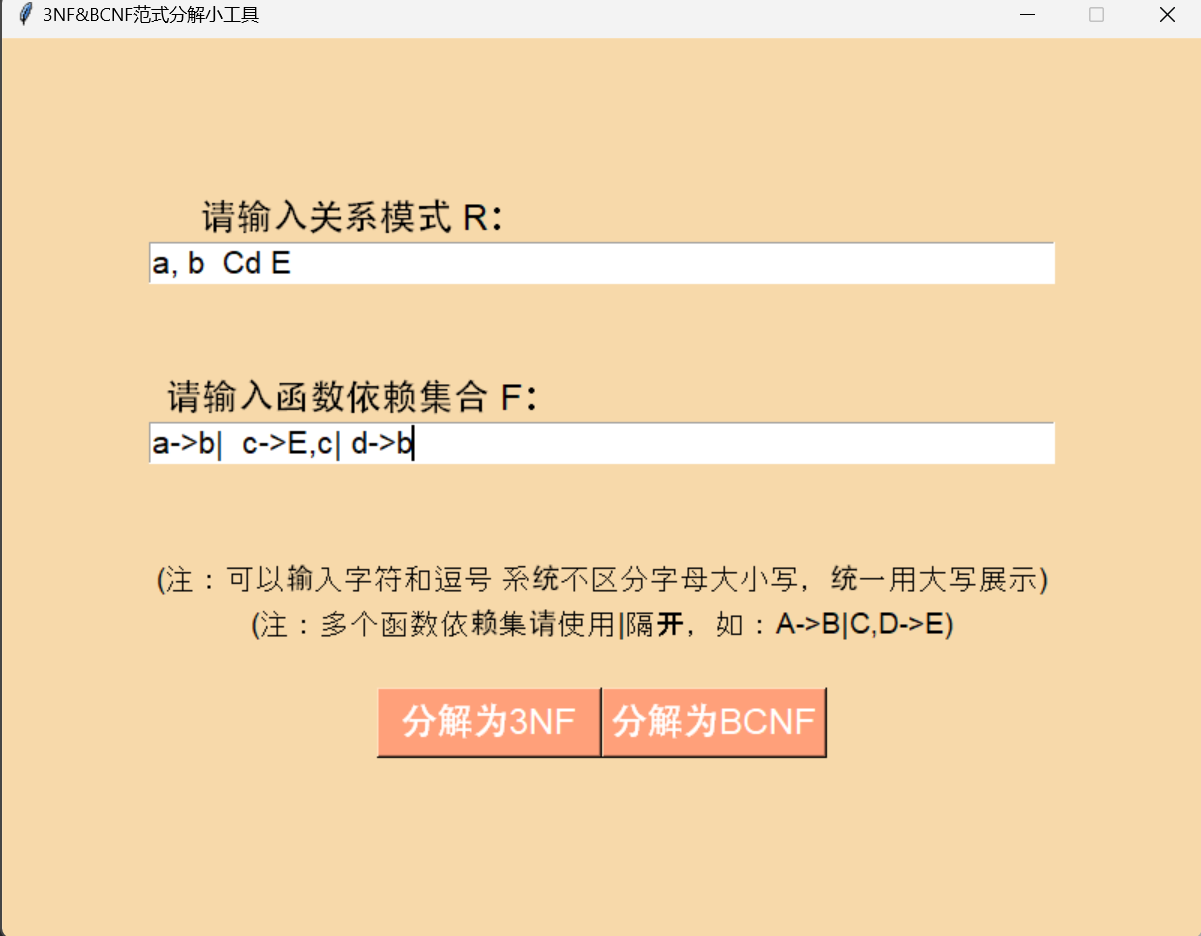 3NF&BCNF范式分解小工具
请输入关系模式 R：
a, b  Cd E
请输入函数依赖集合 F：
a->b|  c->E,c| d->b
(注：可以输入字符和逗号 系统不区分字母大小写，统一用大写展示)
(注：多个函数依赖集请使用|隔开，如：A->B|C,D->E)
分解为3NF
分解为BCNF